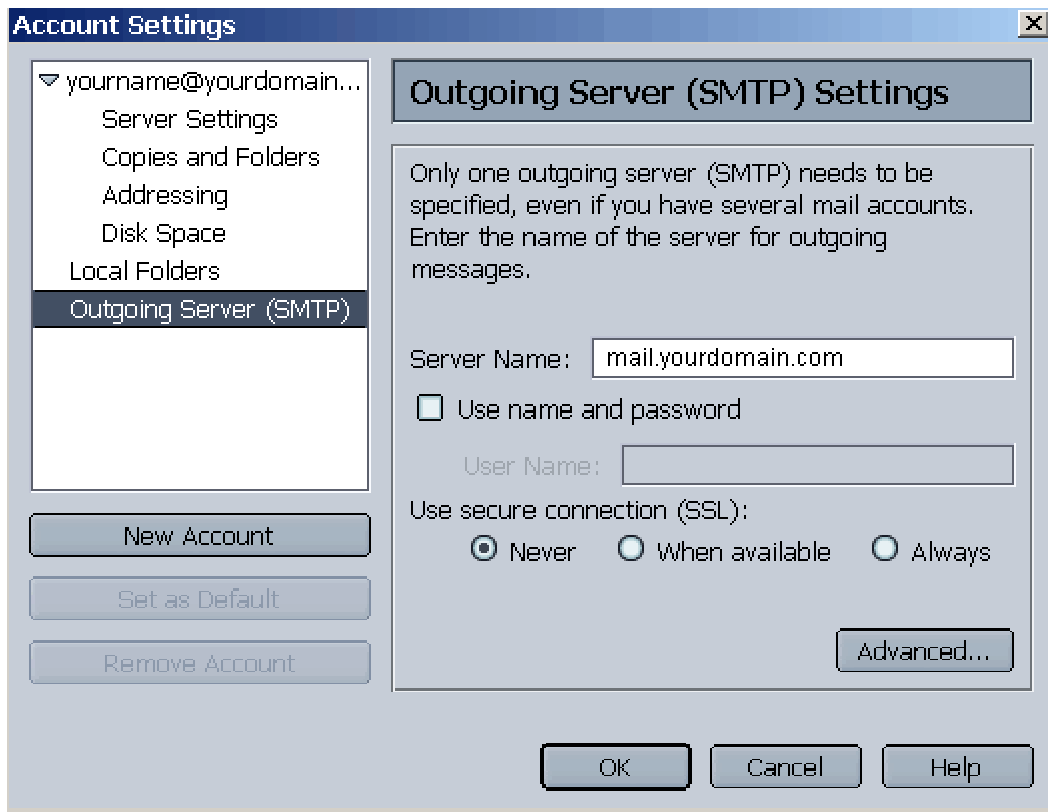 Account Settings
yourname@yourdomain...
Server Settings
Copies and Folders
Addressing
Disk Space
Local Folders
Outgoing Server (SMTP)
New Account
Set as Default
Remove Account
Outgoing Server (SMTP) Settings
Only one outgoing server (SMTP) needs to be
specified, even if you have several mail accounts.
Enter the name of the server for outgoing
messages.
Server Name: mail.yourdomain.com
Use name and password
User Name:
Use secure connection (SSL):
Never When available Always
Advanced...
OK Cancel Help